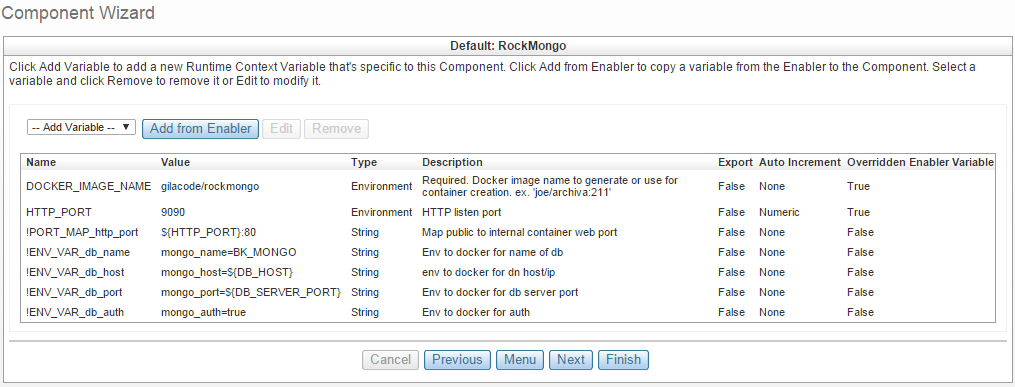 Component Wizard
Default: RockMongo
Click Add Variable to add a new Runtime Context Variable that's specific to this Component. Click Add from Enabler to copy a variable from the Enabler to the Component. Select a
variable and click Remove to remove it or Edit to modify it.
-- Add Variable -- Add from Enabler Edit Remove
Name Value Type Description Export Auto Increment Overridden Enabler Variable
DOCKER_IMAGE_NAME gilacode/rockmongo Environment Required. Docker image name to generate or use for container creation. ex. 'joe/archiva:211' False None True
HTTP_PORT 9090 Environment HTTP listen port False Numeric True
!PORT_MAP_http_port ${HTTP_PORT}:80 String Map public to internal container web port False None False
!ENV_VAR_db_name mongo_name=BK_MONGO String Env to docker for name of db False None False
!ENV_VAR_db_host mongo_host=${DB_HOST} String env to docker for dn host/ip False None False
!ENV_VAR_db_port mongo_port=${DB_SERVER_PORT} String Env to docker for db server port False None False
!ENV_VAR_db_auth mongo_auth=true String Env to docker for auth False None False
Cancel Previous Menu Next Finish